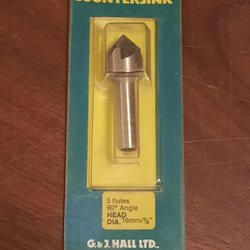 COUNTERSINK
5 flutes
90° Angle
HEAD
DIA. 16mm/⅝"
G.& J. HALL LTD.,